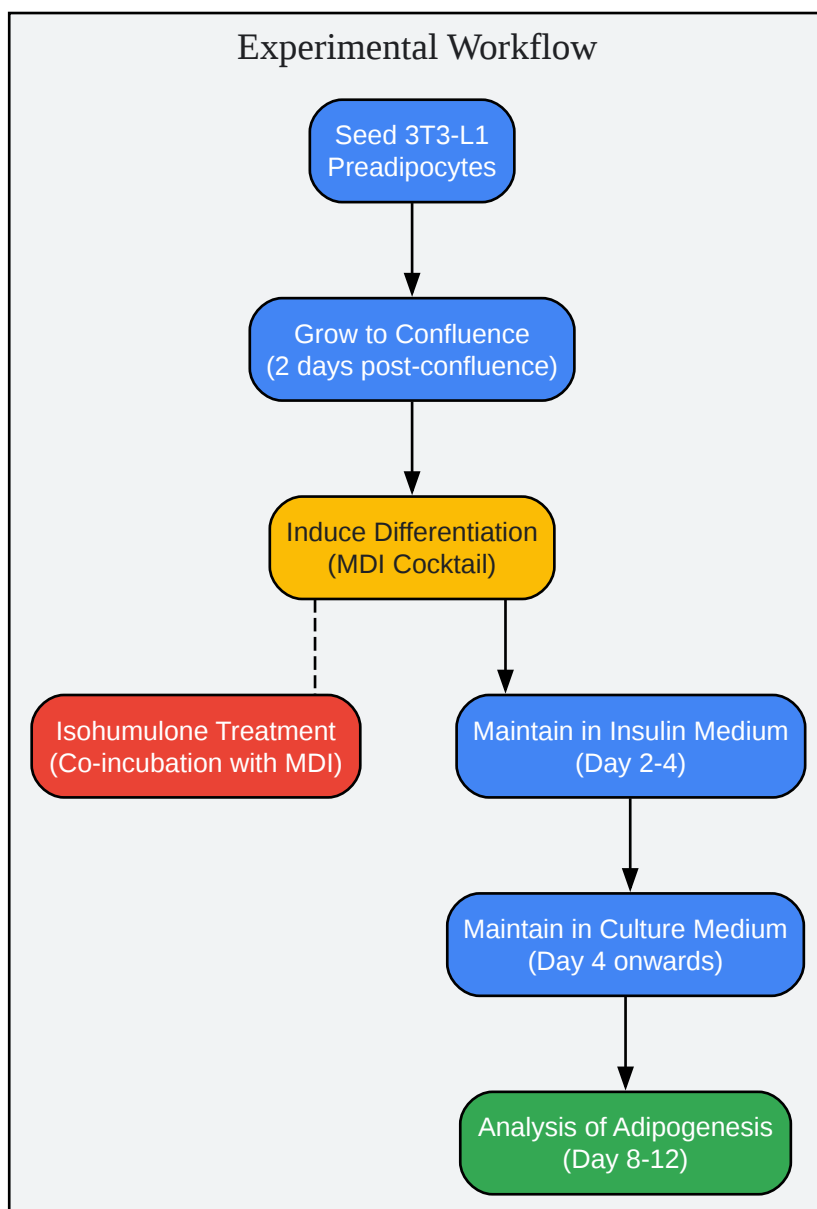 Experimental Workflow
Seed 3T3-L1
Preadipocytes
Grow to Confluence
(2 days post-confluence)
Induce Differentiation
(MDI Cocktail)
Isohumulone Treatment
(Co-incubation with MDI)
Maintain in Insulin Medium
(Day 2-4)
Maintain in Culture Medium
(Day 4 onwards)
Analysis of Adipogenesis
(Day 8-12)